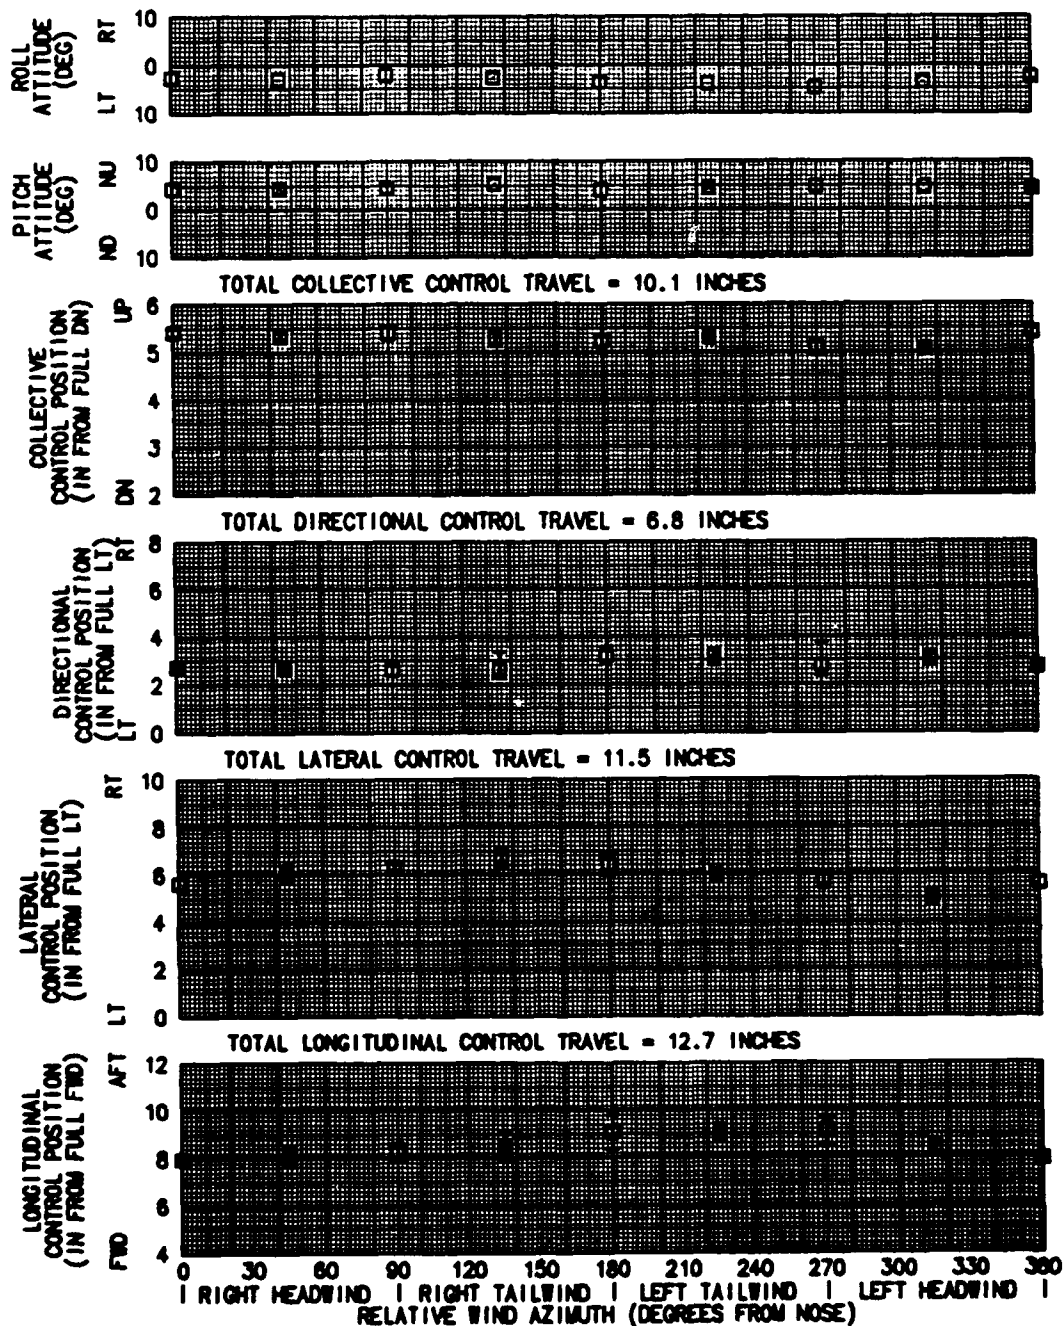 ROLL
ATTITUDE
(DEG)
LT RT
10
0
10
PITCH
ATTITUDE
(DEG)
ND NU
10
0
10
TOTAL COLLECTIVE CONTROL TRAVEL = 10.1 INCHES
COLLECTIVE
CONTROL POSITION
(IN FROM FULL DN)
DN UP
6
5
4
3
2
TOTAL DIRECTIONAL CONTROL TRAVEL = 6.8 INCHES
DIRECTIONAL
CONTROL POSITION
(IN FROM FULL LT)
LT RT
8
6
4
2
0
TOTAL LATERAL CONTROL TRAVEL = 11.5 INCHES
LATERAL
CONTROL POSITION
(IN FROM FULL LT)
LT RT
10
8
6
4
2
0
TOTAL LONGITUDINAL CONTROL TRAVEL = 12.7 INCHES
LONGITUDINAL
CONTROL POSITION
(IN FROM FULL FWD)
FWD AFT
12
10
8
6
4
0 30 60 90 120 150 180 210 240 270 300 330 360
| RIGHT HEADWIND | RIGHT TAILWIND | LEFT TAILWIND | LEFT HEADWIND |
RELATIVE WIND AZIMUTH (DEGREES FROM NOSE)